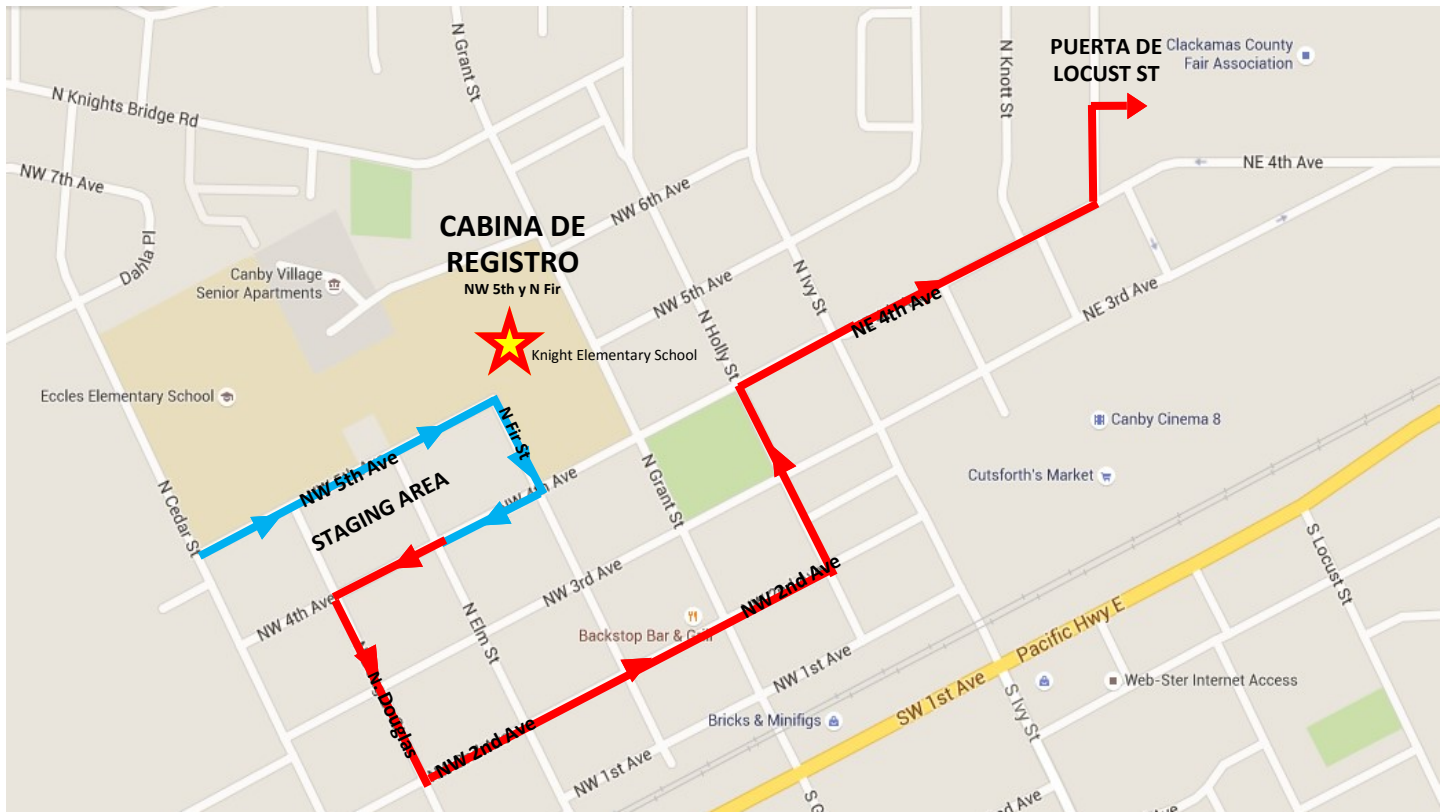 N Grant St
N Knott St
PUERTA DE
LOCUST ST
Clackamas County
Fair Association
N Knights Bridge Rd
NE 4th Ave
NW 7th Ave
NW 6th Ave
CABINA DE
REGISTRO
NW 5th y N Fir
Dahla Pl
Canby Village
Senior Apartments
NW 5th Ave
N Ivy St
N Holly St
NE 4th Ave
NE 3rd Ave
Knight Elementary School
Eccles Elementary School
N Fir St
Canby Cinema 8
Cutsforth's Market
NW 5th Ave
STAGING AREA
NW 4th Ave
N Cedar St
N Grant St
NW 3rd Ave
S Locust St
NW 4th Ave
N Elm St
NW 2nd Ave
Backstop Bar & Grill
NW 1st Ave
Pacific Hwy E
SW 1st Ave
Web-Ster Internet Access
S Ivy St
N. Douglas
Bricks & Minifigs
NW 2nd Ave
NW 1st Ave